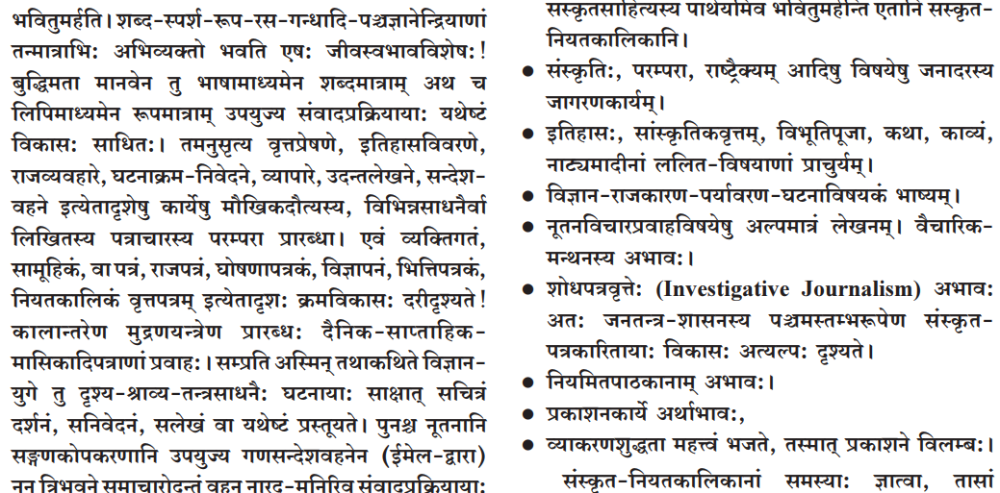 भवितुमर्हति। शब्द-स्पर्श-रूप-रस-गन्धादि-पञ्चज्ञानेन्द्रियाणां
तन्मात्राभिः अभिव्यक्तो भवति एषः जीवस्वभावविशेषः!
बुद्धिमता मानवेन तु भाषामाध्यमेन शब्दमात्राम् अथ च
लिपिमाध्यमेन रूपमात्राम् उपयुज्य संवादप्रक्रियायाः यथेष्टं
विकासः साधितः। तमनुसृत्य वृत्तप्रेषणे, इतिहासविवरणे,
राजव्यवहारे, घटनाक्रम-निवेदने, व्यापारे, उदन्तलेखने, सन्देश-
वहने इत्येतादृशेषु कार्येषु मौखिकदौत्यस्य, विभिन्नसाधनैर्वा
लिखितस्य पत्राचारस्य परम्परा प्रारब्धा। एवं व्यक्तिगतं,
सामूहिकं, वा पत्रं, राजपत्रं, घोषणापत्रकं, विज्ञापनं, भित्तिपत्रकं,
नियतकालिकं वृत्तपत्रम् इत्येतादृशः क्रमविकासः दरीदृश्यते!
कालान्तरेण मुद्रणयन्त्रेण प्रारब्धः दैनिक-साप्ताहिक-
मासिकादिपत्राणां प्रवाहः। सम्प्रति अस्मिन् तथाकथिते विज्ञान-
युगे तु दृश्य-श्राव्य-तन्त्रसाधनैः घटनायाः साक्षात् सचित्रं
दर्शनं, सनिवेदनं, सलेखं वा यथेष्टं प्रस्तूयते। पुनश्च नूतनानि
सङ्गणकोपकरणानि उपयुज्य गणसन्देशवहनेन (ईमेल-द्वारा)
नून त्रिभुवने समाचारोदन्तं वहन् नारद-मुनिरिव संवादप्रक्रियायाः
संस्कृतसाहित्यस्य पाथेयमिव भवितुमर्हन्ति एतानि संस्कृत-
नियतकालिकानि।
● संस्कृतिः, परम्परा, राष्ट्रैक्यम् आदिषु विषयेषु जनादरस्य
जागरणकार्यम्।
● इतिहासः, सांस्कृतिकवृत्तम्, विभूतिपूजा, कथा, काव्यं,
नाट्यमादीनां ललित-विषयाणां प्राचुर्यम्।
● विज्ञान-राजकारण-पर्यावरण-घटनाविषयकं भाष्यम्।
● नूतनविचारप्रवाहविषयेषु अल्पमात्रं लेखनम्। वैचारिक-
मन्थनस्य अभावः।
● शोधपत्रवृत्तेः (Investigative Journalism) अभावः
अतः जनतन्त्र-शासनस्य पञ्चमस्तम्भरूपेण संस्कृत-
पत्रकारितायाः विकासः अत्यल्पः दृश्यते।
● नियमितपाठकानाम् अभावः।
● प्रकाशनकार्ये अर्थाभावः,
● व्याकरणशुद्धता महत्त्वं भजते, तस्मात् प्रकाशने विलम्बः।
संस्कृत-नियतकालिकानां समस्याः ज्ञात्वा, तासां